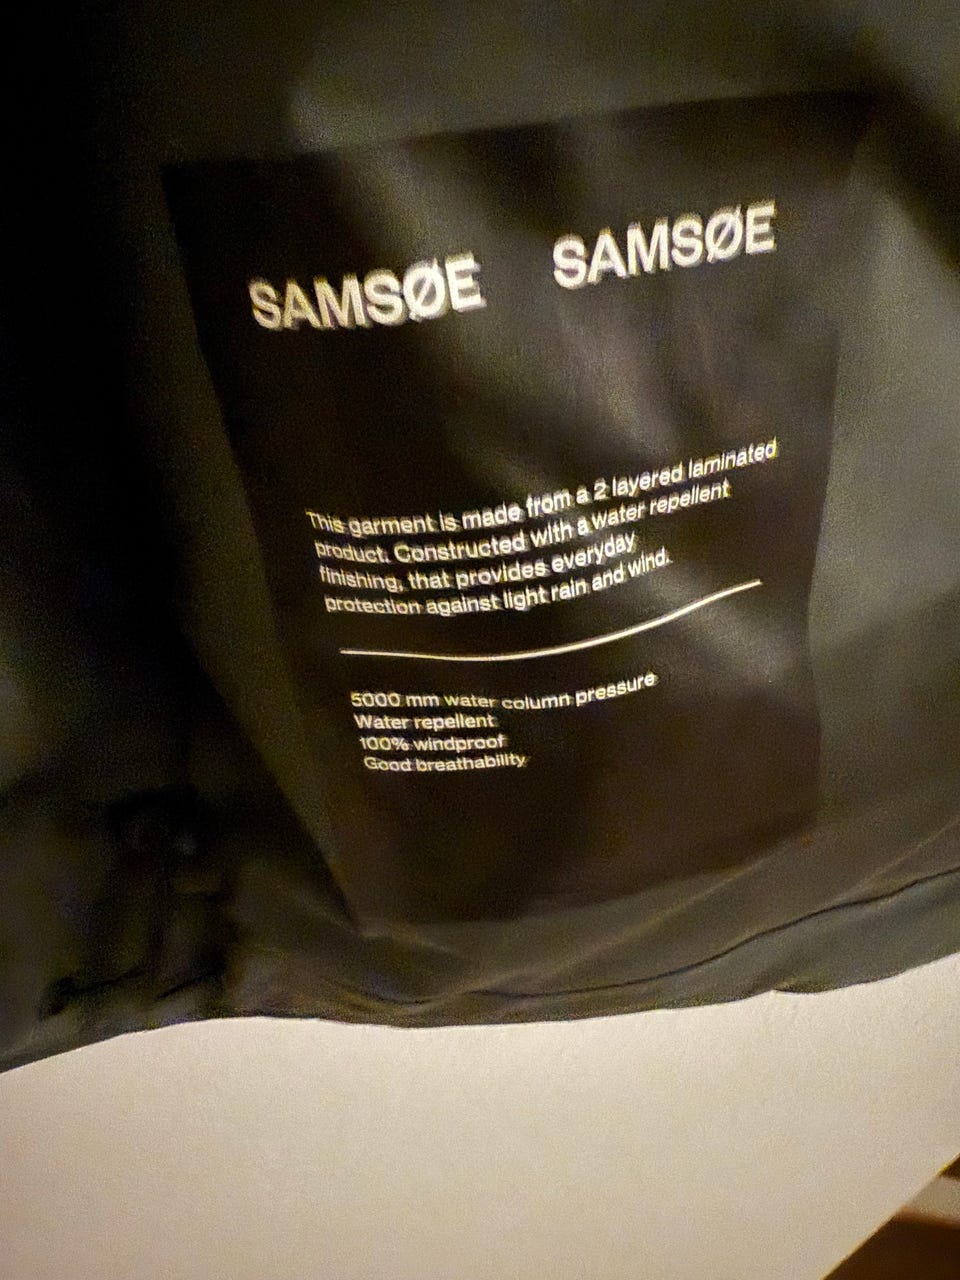 SAMSØE SAMSØE
This garment is made from a 2 layered laminated
product. Constructed with a water repellent
finishing, that provides everyday
protection against light rain and wind.
5000 mm water column pressure
Water repellent
100% windproof
Good breathability